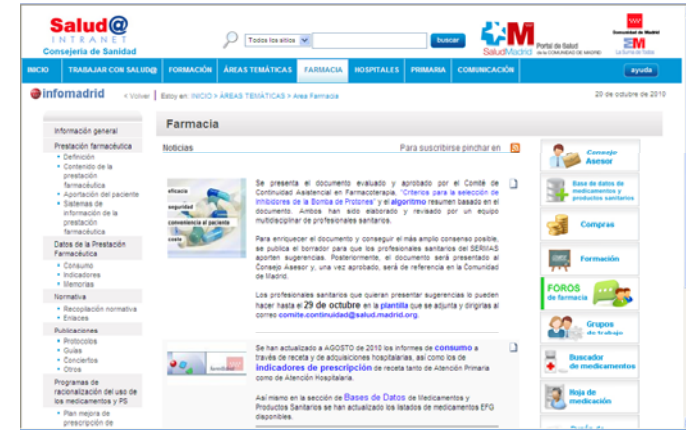 Salud@
INTRANET
Consejería de Sanidad
Todos los sitios
buscar
SaludMadrid
Portal de Salud
de la COMUNIDAD DE MADRID
Comunidad de Madrid
La Suma de Todos
INICIO TRABAJAR CON SALUD@ FORMACIÓN ÁREAS TEMÁTICAS FARMACIA HOSPITALES PRIMARIA COMUNICACIÓN
ayuda
infomadrid
< Volver
Estoy en: INICIO > ÁREAS TEMÁTICAS > Area Farmacia
20 de octubre de 2010
Información general
Prestación farmacéutica
Definición
Contenido de la
prestación
farmacéutica
Aportación del paciente
Sistemas de
información de la
prestación
farmacéutica
Datos de la Prestación
Farmacéutica
Consumo
Indicadores
Memorias
Normativa
Recopilación normativa
Enlaces
Publicaciones
Protocolos
Guías
Conciertos
Otros
Programas de
racionalización del uso de
los medicamentos y PS
Plan mejora de
prescripción de
Farmacia
Noticias
Para suscribirse pinchar en
eficacia
seguridad
conveniencia al paciente
coste
Se presenta el documento evaluado y aprobado por el Comité de
Continuidad Asistencial en Farmacoterapia, "Criterios para la selección de
Inhibidores de la Bomba de Protones" y el algoritmo resumen basado en el
documento. Ambos han sido elaborado y revisado por un equipo
multidisciplinar de profesionales sanitarios.
Para enriquecer el documento y conseguir el más amplio consenso posible,
se publica el borrador para que los profesionales sanitarios del SERMAS
aporten sugerencias. Posteriormente, el documento será presentado al
Consejo Asesor y, una vez aprobado, será de referencia en la Comunidad
de Madrid.
Los profesionales sanitarios que quieran presentar sugerencias lo pueden
hacer hasta el 29 de octubre en la plantilla que se adjunta y dirigirlas al
correo comite.continuidad@salud.madrid.org.
Se han actualizado a AGOSTO de 2010 los informes de consumo a
través de receta y de adquisiciones hospitalarias, así como los de
indicadores de prescripción de receta tanto de Atención Primaria
como de Atención Hospitalaria.
Así mismo en la sección de Bases de Datos de Medicamentos y
Productos Sanitarios se han actualizado los listados de medicamentos EFG
disponibles.
Consejo
Asesor
Base de datos de
medicamentos y
productos sanitarios
Compras
Formación
FOROS
de farmacia
Grupos
de trabajo
Buscador
de medicamentos
Hoja de
medicación